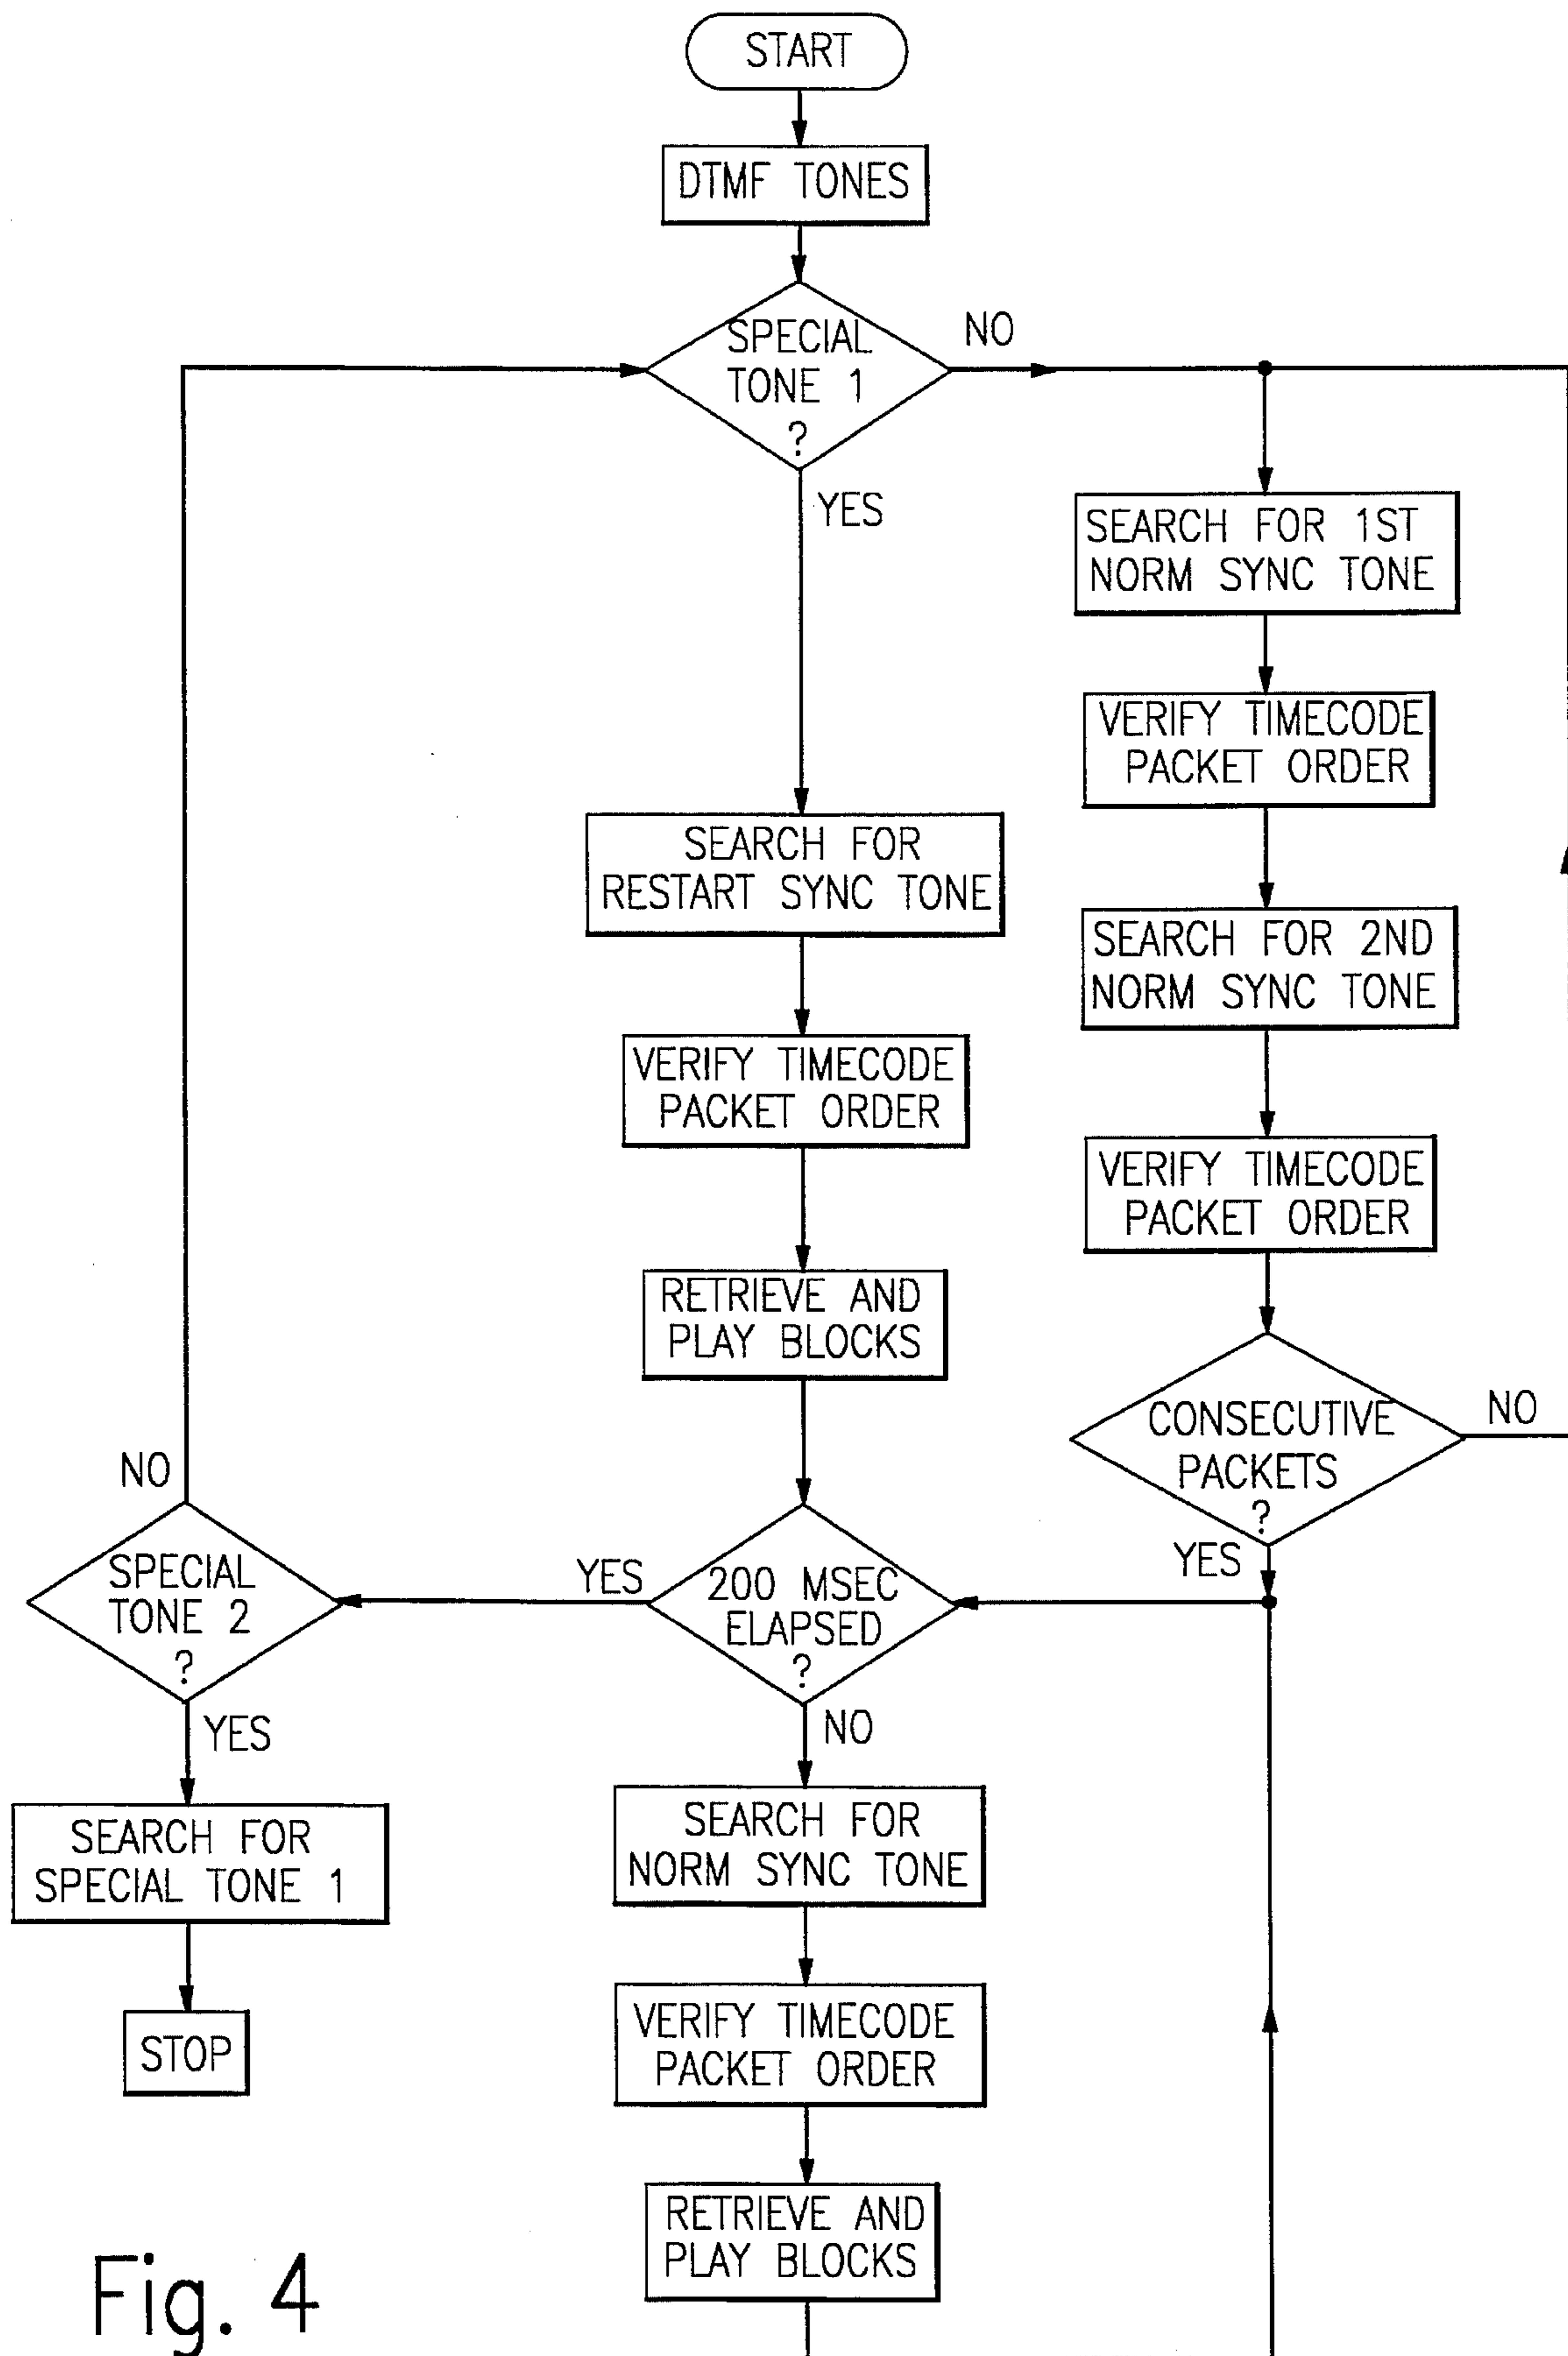 START
DTMF TONES
SPECIAL
TONE 1
?
NO
YES
SEARCH FOR 1ST
NORM SYNC TONE
VERIFY TIMECODE
PACKET ORDER
SEARCH FOR
RESTART SYNC TONE
SEARCH FOR 2ND
NORM SYNC TONE
VERIFY TIMECODE
PACKET ORDER
VERIFY TIMECODE
PACKET ORDER
RETRIEVE AND
PLAY BLOCKS
CONSECUTIVE
PACKETS
?
NO
YES
200 MSEC
ELAPSED
?
YES
NO
SPECIAL
TONE 2
?
NO
YES
SEARCH FOR
SPECIAL TONE 1
STOP
SEARCH FOR
NORM SYNC TONE
VERIFY TIMECODE
PACKET ORDER
RETRIEVE AND
PLAY BLOCKS
Fig. 4